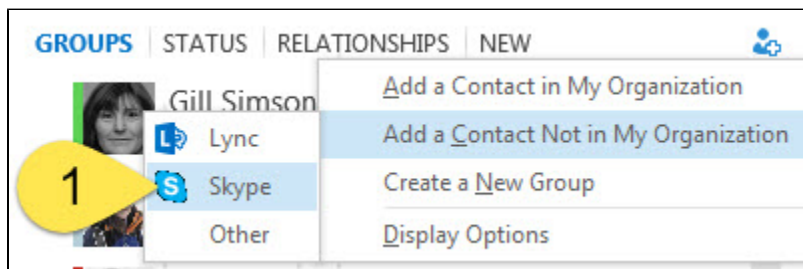 GROUPS STATUS RELATIONSHIPS NEW
Gill Simson
Add a Contact in My Organization
Lync
Add a Contact Not in My Organization
1
Skype
Create a New Group
Other
Display Options